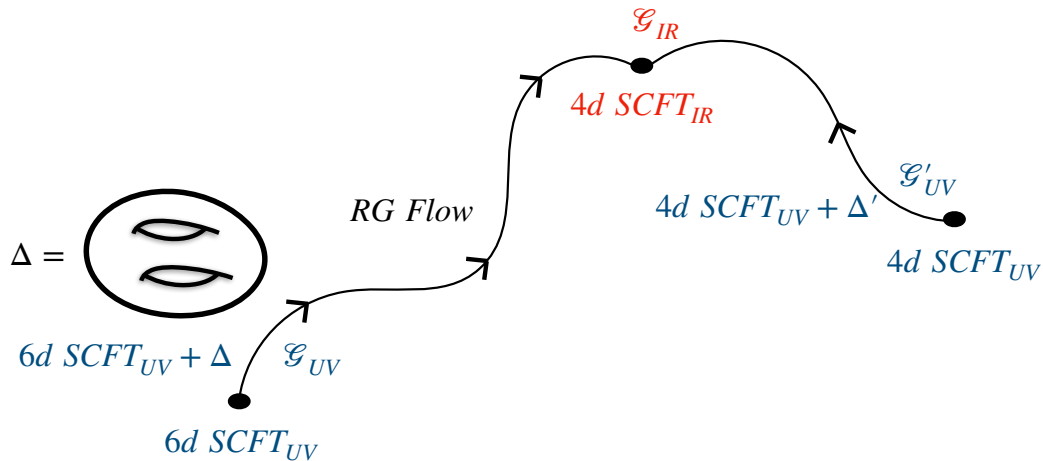 𝒢_IR
4d SCFT_IR
RG Flow
𝒢′_UV
4d SCFT_UV + Δ′
4d SCFT_UV
Δ =
6d SCFT_UV + Δ
𝒢_UV
6d SCFT_UV